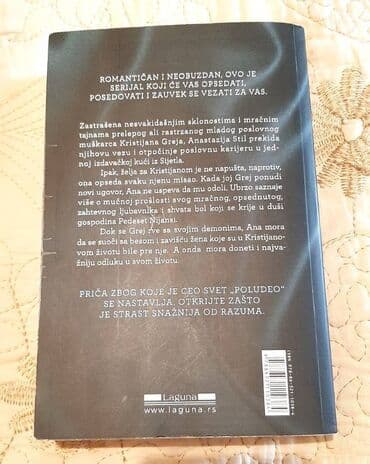 ROMANTIČAN I NEOBUZDAN, OVO JE
SERIJAL KOJI ĆE VAS OPSEDATI,
POSEDOVATI I ZAUVEK SE VEZATI ZA VAS.
Zastrašena nesvakidašnjim sklonostima i mračnim
tajnama prelepog ali rastrzanog mladog poslovnog
muškarca Kristijana Greja, Anastazija Stil prekida
njihovu vezu i otpočinje poslovnu karijeru u jed-
noj izdavačkoj kući iz Sijetla.
Ipak, želja za Kristijanom je ne napušta, naprotiv,
ona opseda svaku njenu misao. Kada joj Grej ponudi
novi ugovor, Ana ne uspeva da mu odoli. Ubrzo saznaje
više o mučnoj prošlosti svog mračnog, opsednutog,
zahtevnog ljubavnika i shvata bol koji se krije u duši
gospodina Pedeset Nijansi.
Dok se Grej rve sa svojim demonima, Ana mora
da se suoči sa besom i zavišću žena koje su u Kristijano-
vom životu bile pre nje. A onda mora doneti i najva-
žniju odluku u svom životu.
PRIČA ZBOG KOJE JE CEO SVET „POLUDEO“
SE NASTAVLJA. OTKRIJTE ZAŠTO
JE STRAST SNAŽNIJA OD RAZUMA.
Laguna
www.laguna.rs